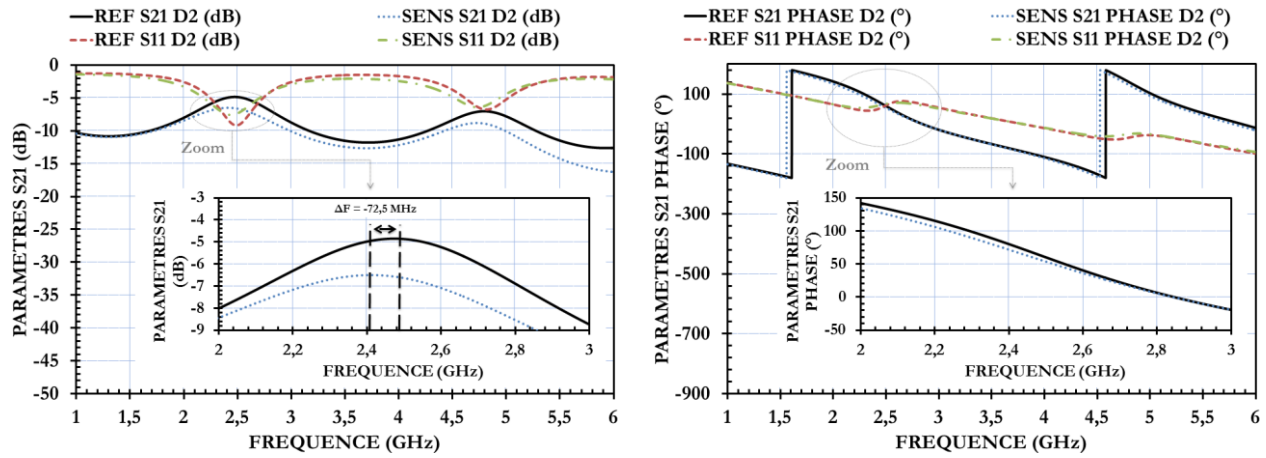 REF S21 D2 (dB) SENS S21 D2 (dB)
REF S11 D2 (dB) SENS S11 D2 (dB)
PARAMETRES S21 (dB)
0
-5
-10
-15
-20
-25
-30
-35
-40
-45
-50
1 1,5 2 2,5 3 3,5 4 4,5 5 5,5 6
FREQUENCE (GHz)
Zoom
PARAMETRES S21
(dB)
-3
-4
-5
-6
-7
-8
-9
ΔF = -72,5 MHz
2 2,2 2,4 2,6 2,8 3
FREQUENCE (GHz)
REF S21 PHASE D2 (°) SENS S21 PHASE D2 (°)
REF S11 PHASE D2 (°) SENS S11 PHASE D2 (°)
PARAMETRES S21 PHASE (°)
100
-100
-300
-500
-700
-900
1 1,5 2 2,5 3 3,5 4 4,5 5 5,5 6
FREQUENCE (GHz)
Zoom
PARAMETRES S21
PHASE (°)
150
100
50
0
-50
2 2,2 2,4 2,6 2,8 3
FREQUENCE (GHz)